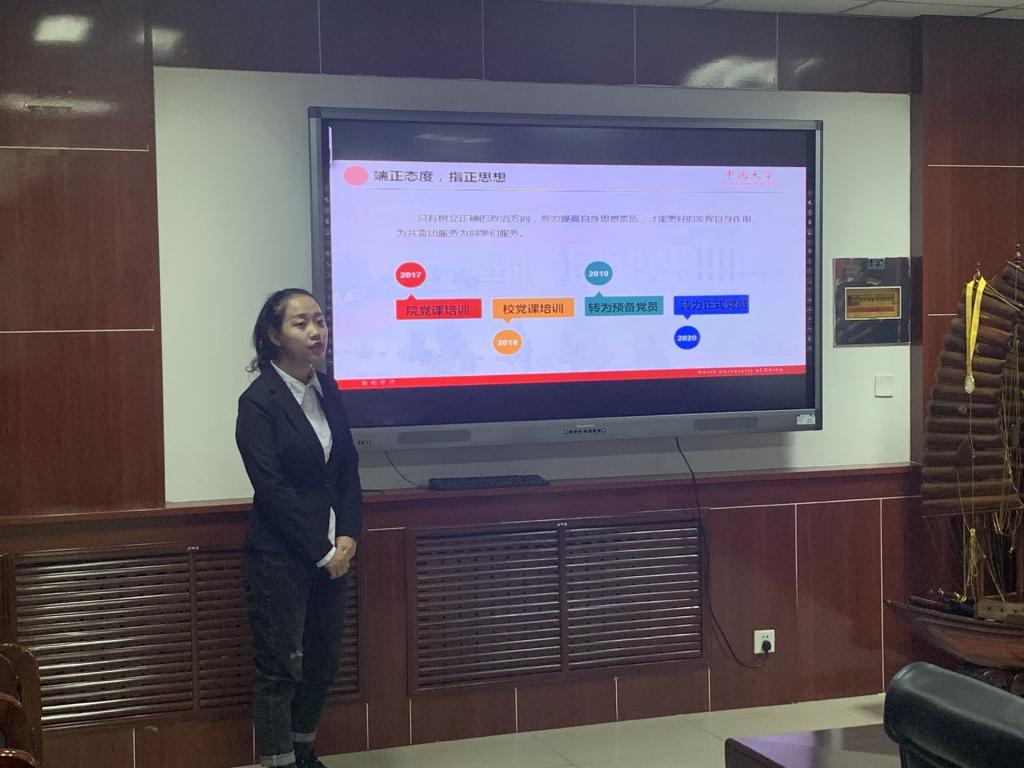 端正态度，指正思想
中北大学
只有树立正确的政治方向，努力提高自身思想素质，才能更好的发挥自身作用，
为共青团服务为同学们服务。
2017
2019
院党课培训
校党课培训
转为预备党员
转为正式党员
2018
2020
North University of China